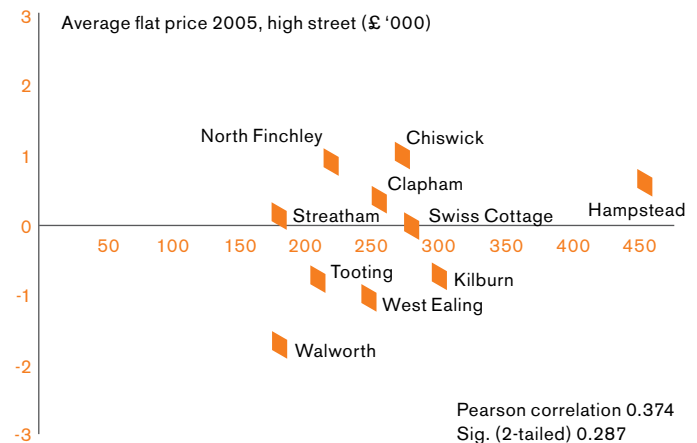 3
Average flat price 2005, high street (£ ‘000)
2
North Finchley
Chiswick
1
Clapham
Streatham
Swiss Cottage
Hampstead
0
50 100 150 200 250 300 350 400 450
Tooting
Kilburn
-1
West Ealing
Walworth
-2
Pearson correlation 0.374
-3
Sig. (2-tailed) 0.287